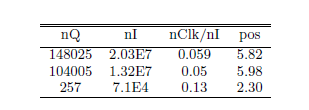 nQ nI nClk/nI pos
148025 2.03E7 0.059 5.82
104005 1.32E7 0.05 5.98
257 7.1E4 0.13 2.30